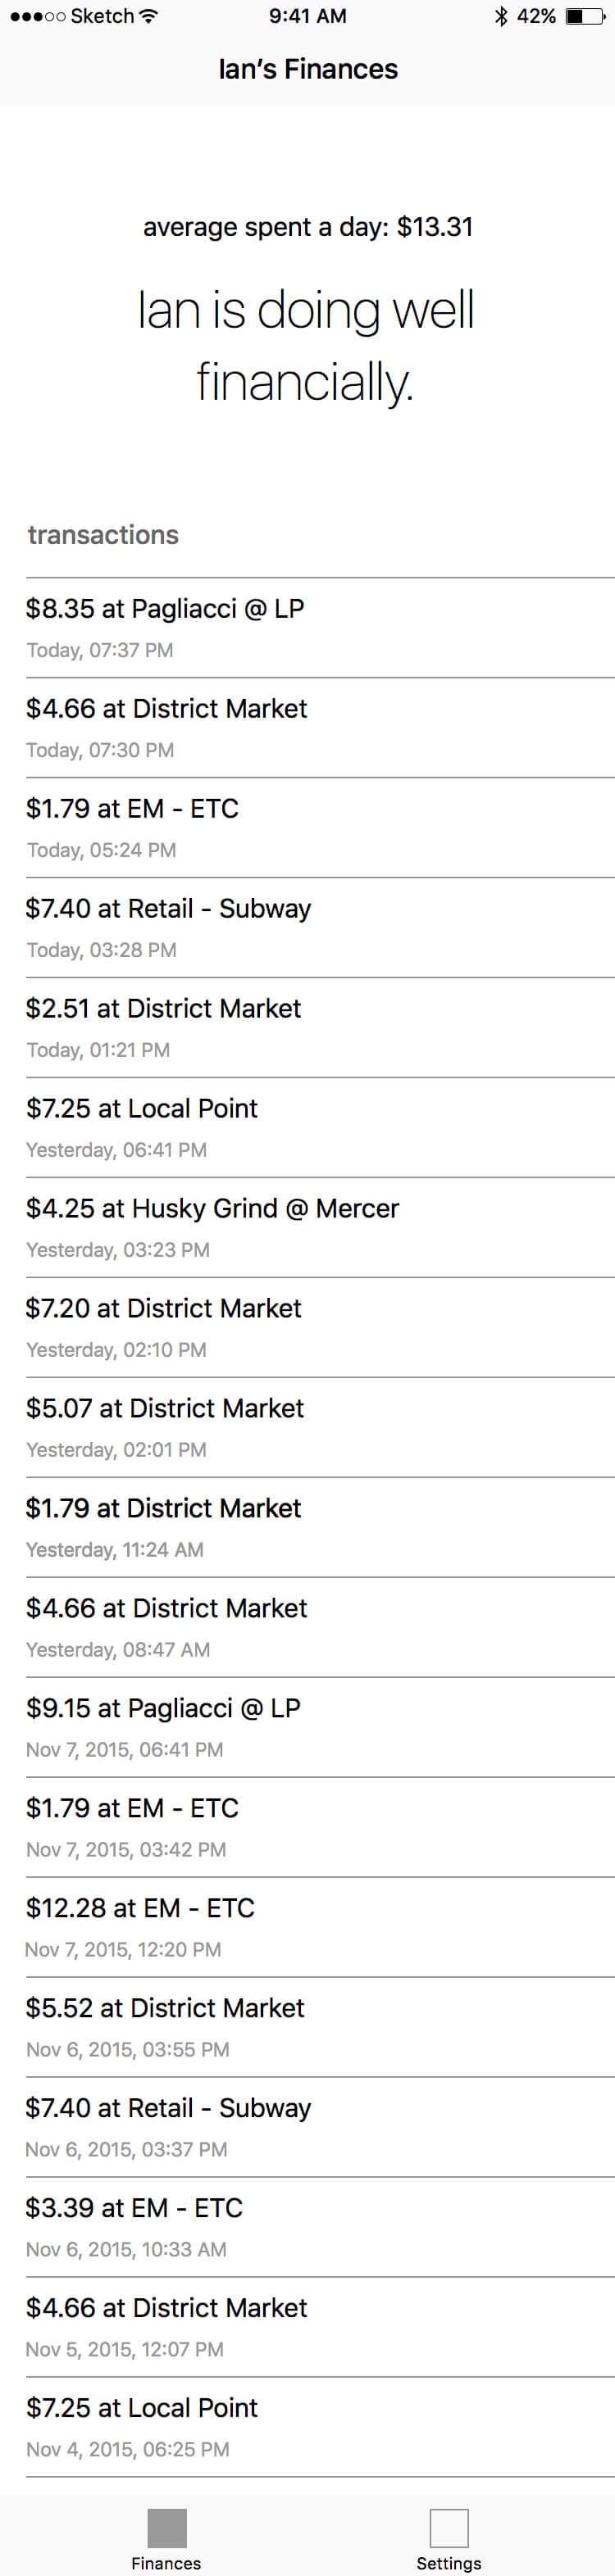 Sketch 9:41 AM 42%
Ian’s Finances
average spent a day: $13.31
Ian is doing well
financially.
transactions
$8.35 at Pagliacci @ LP
Today, 07:37 PM
$4.66 at District Market
Today, 07:30 PM
$1.79 at EM - ETC
Today, 05:24 PM
$7.40 at Retail - Subway
Today, 03:28 PM
$2.51 at District Market
Today, 01:21 PM
$7.25 at Local Point
Yesterday, 06:41 PM
$4.25 at Husky Grind @ Mercer
Yesterday, 03:23 PM
$7.20 at District Market
Yesterday, 02:10 PM
$5.07 at District Market
Yesterday, 02:01 PM
$1.79 at District Market
Yesterday, 11:24 AM
$4.66 at District Market
Yesterday, 08:47 AM
$9.15 at Pagliacci @ LP
Nov 7, 2015, 06:41 PM
$1.79 at EM - ETC
Nov 7, 2015, 03:42 PM
$12.28 at EM - ETC
Nov 7, 2015, 12:20 PM
$5.52 at District Market
Nov 6, 2015, 03:55 PM
$7.40 at Retail - Subway
Nov 6, 2015, 03:37 PM
$3.39 at EM - ETC
Nov 6, 2015, 10:33 AM
$4.66 at District Market
Nov 5, 2015, 12:07 PM
$7.25 at Local Point
Nov 4, 2015, 06:25 PM
Finances Settings